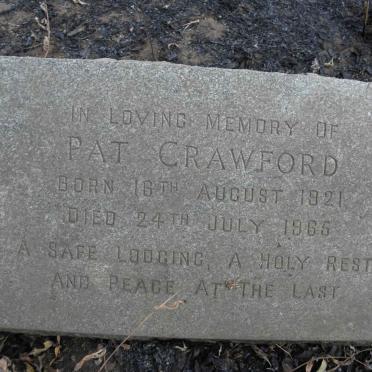 IN LOVING MEMORY OF
PAT CRAWFORD
BORN 16TH AUGUST 1921
DIED 24TH JULY 1965
A SAFE LODGING, A HOLY REST
AND PEACE AT THE LAST